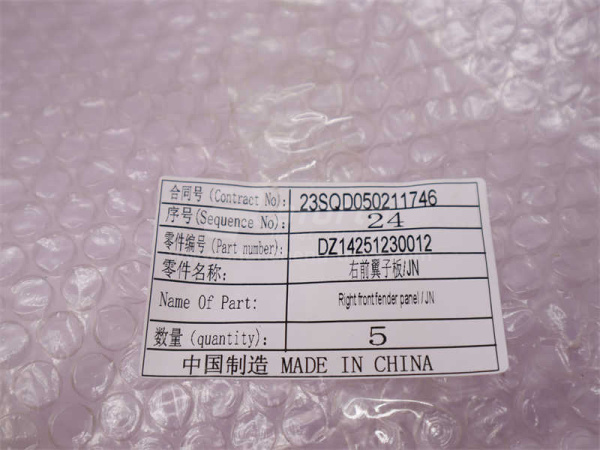 合同号 (Contract No): 23SQD050211746
序号(Sequence No): 24
零件编号 (Part number): DZ14251230012
零件名称: 右前翼子板/JN
Name Of Part: Right front fender panel / JN
数量 (quantity): 5
中国制造 MADE IN CHINA